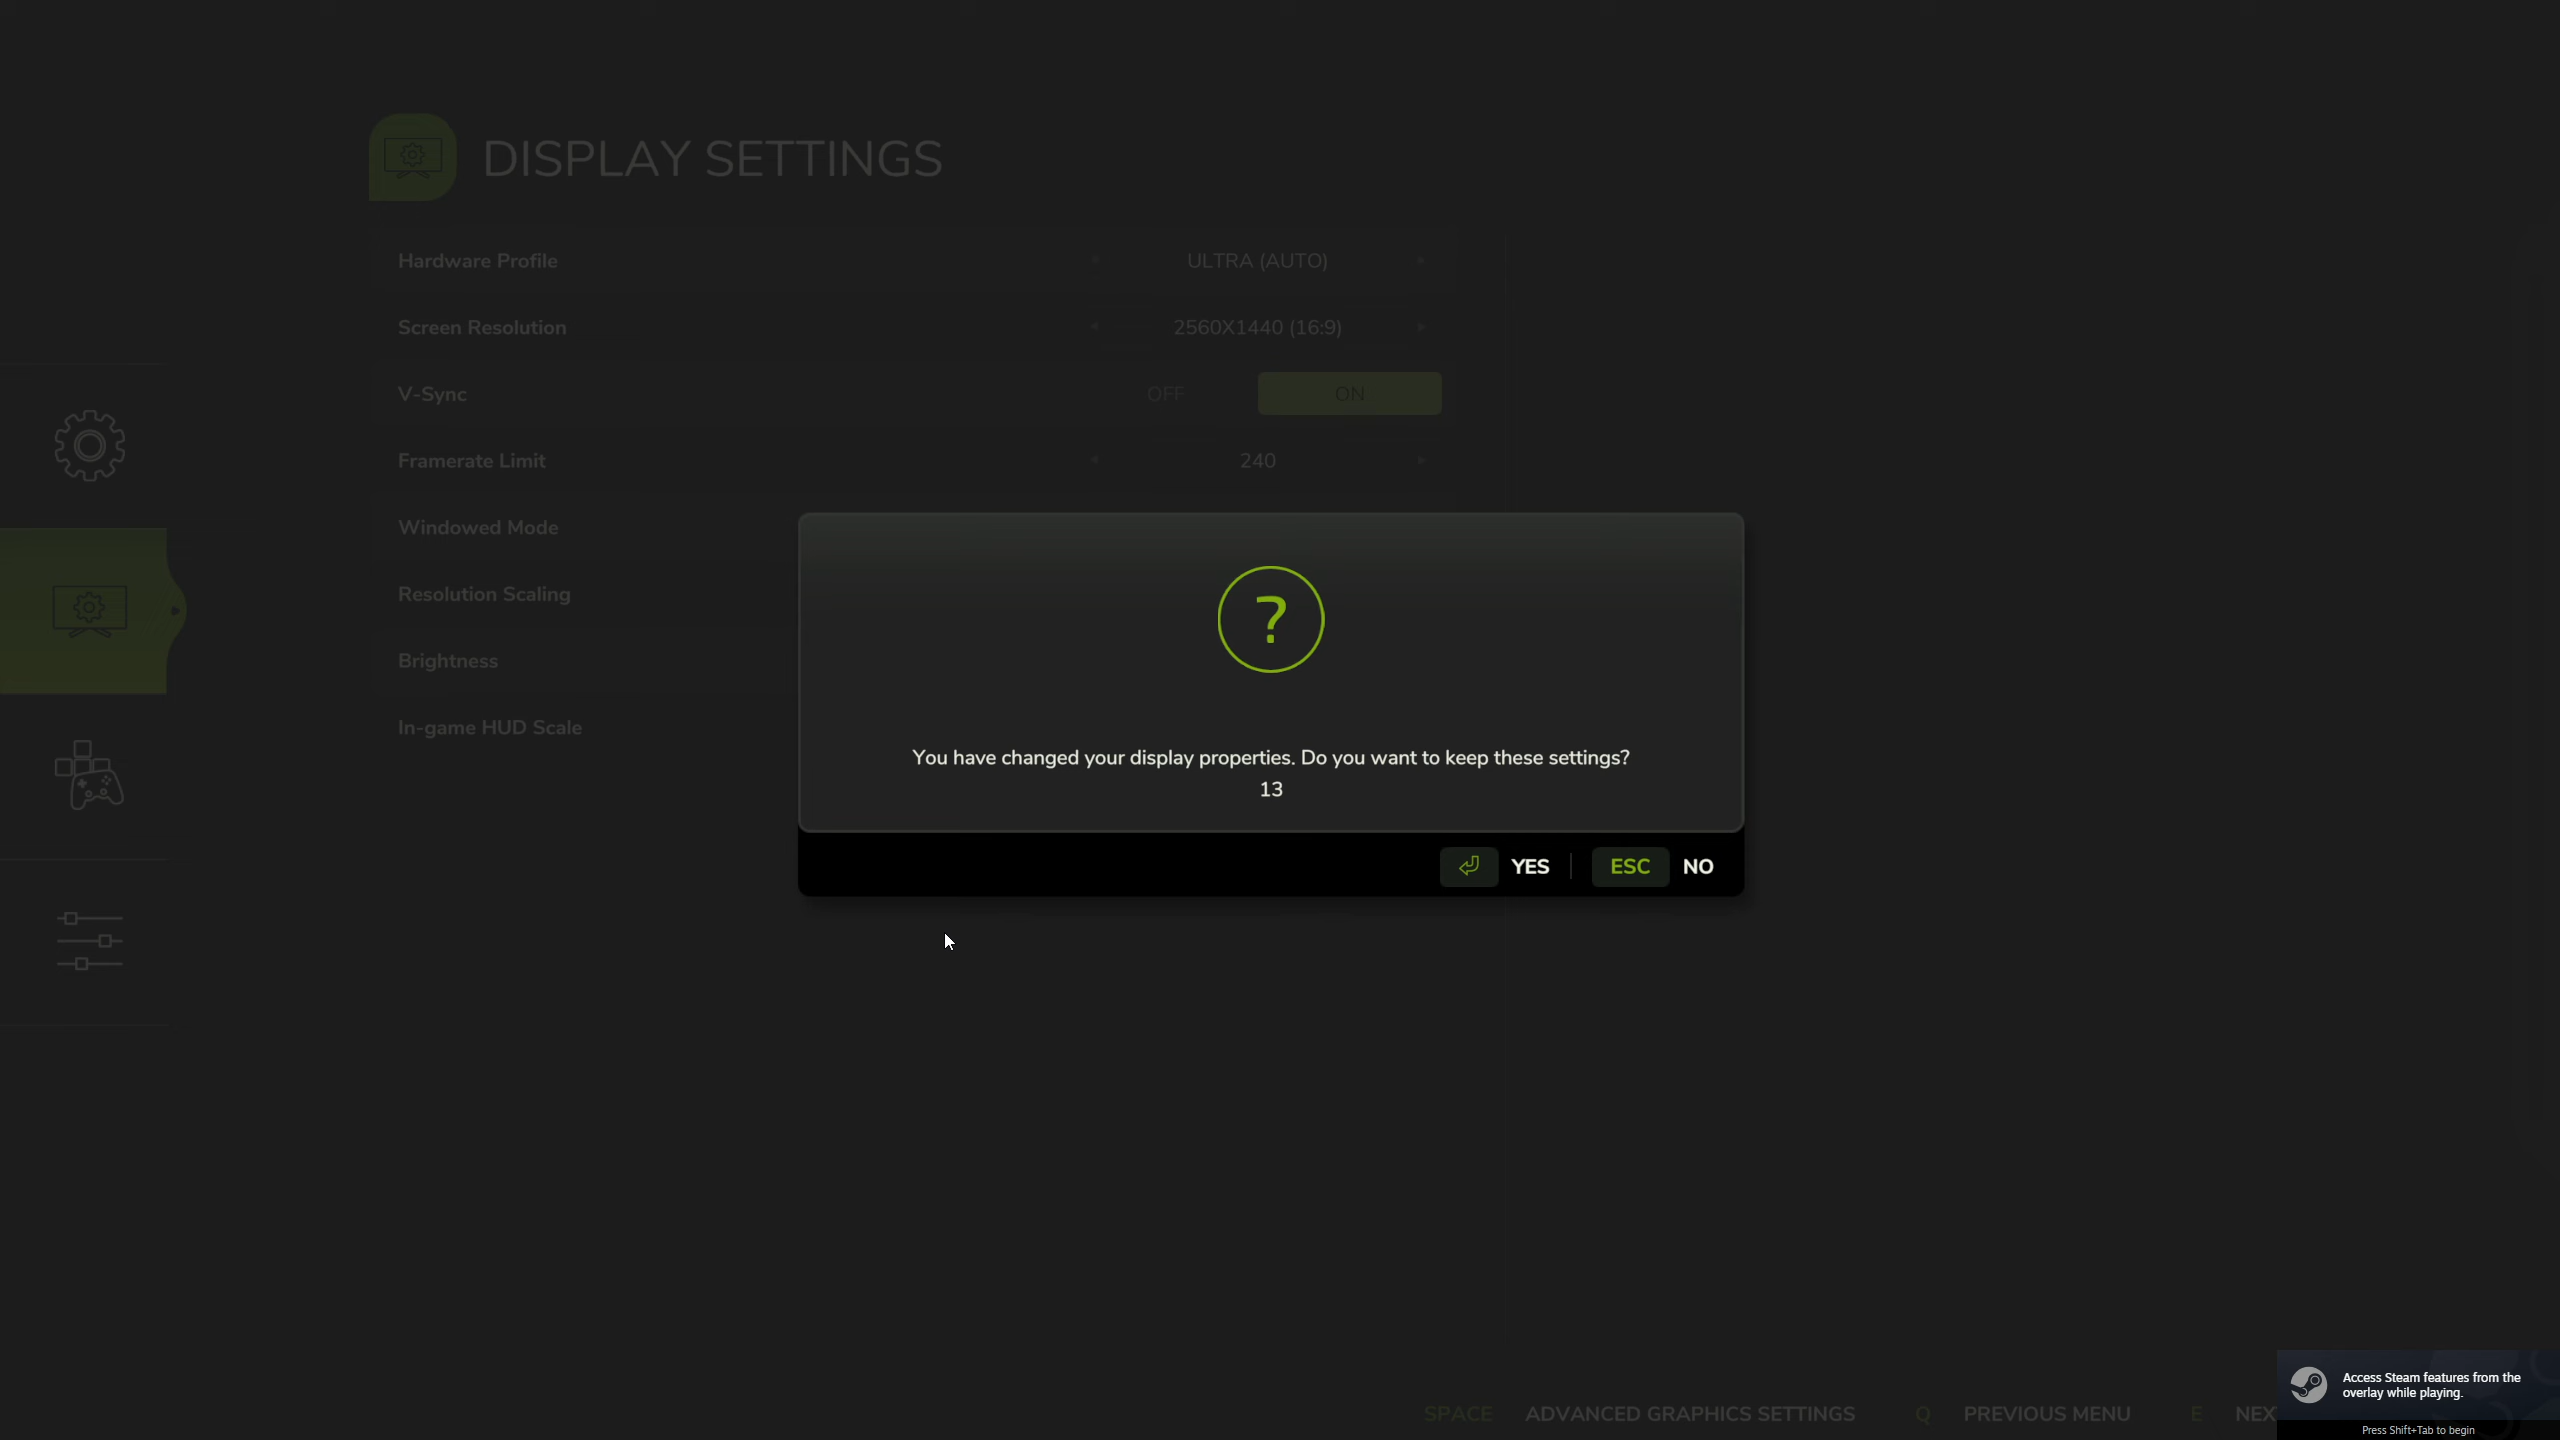 DISPLAY SETTINGS
Hardware Profile ULTRA (AUTO)
Screen Resolution 2560X1440 (16:9)
V-Sync OFF ON
Framerate Limit 240
Windowed Mode
Resolution Scaling
Brightness
In-game HUD Scale
?
You have changed your display properties. Do you want to keep these settings?
13
YES ESC NO
SPACE ADVANCED GRAPHICS SETTINGS Q PREVIOUS MENU E NEX
Access Steam features from the
overlay while playing.
Press Shift+Tab to begin